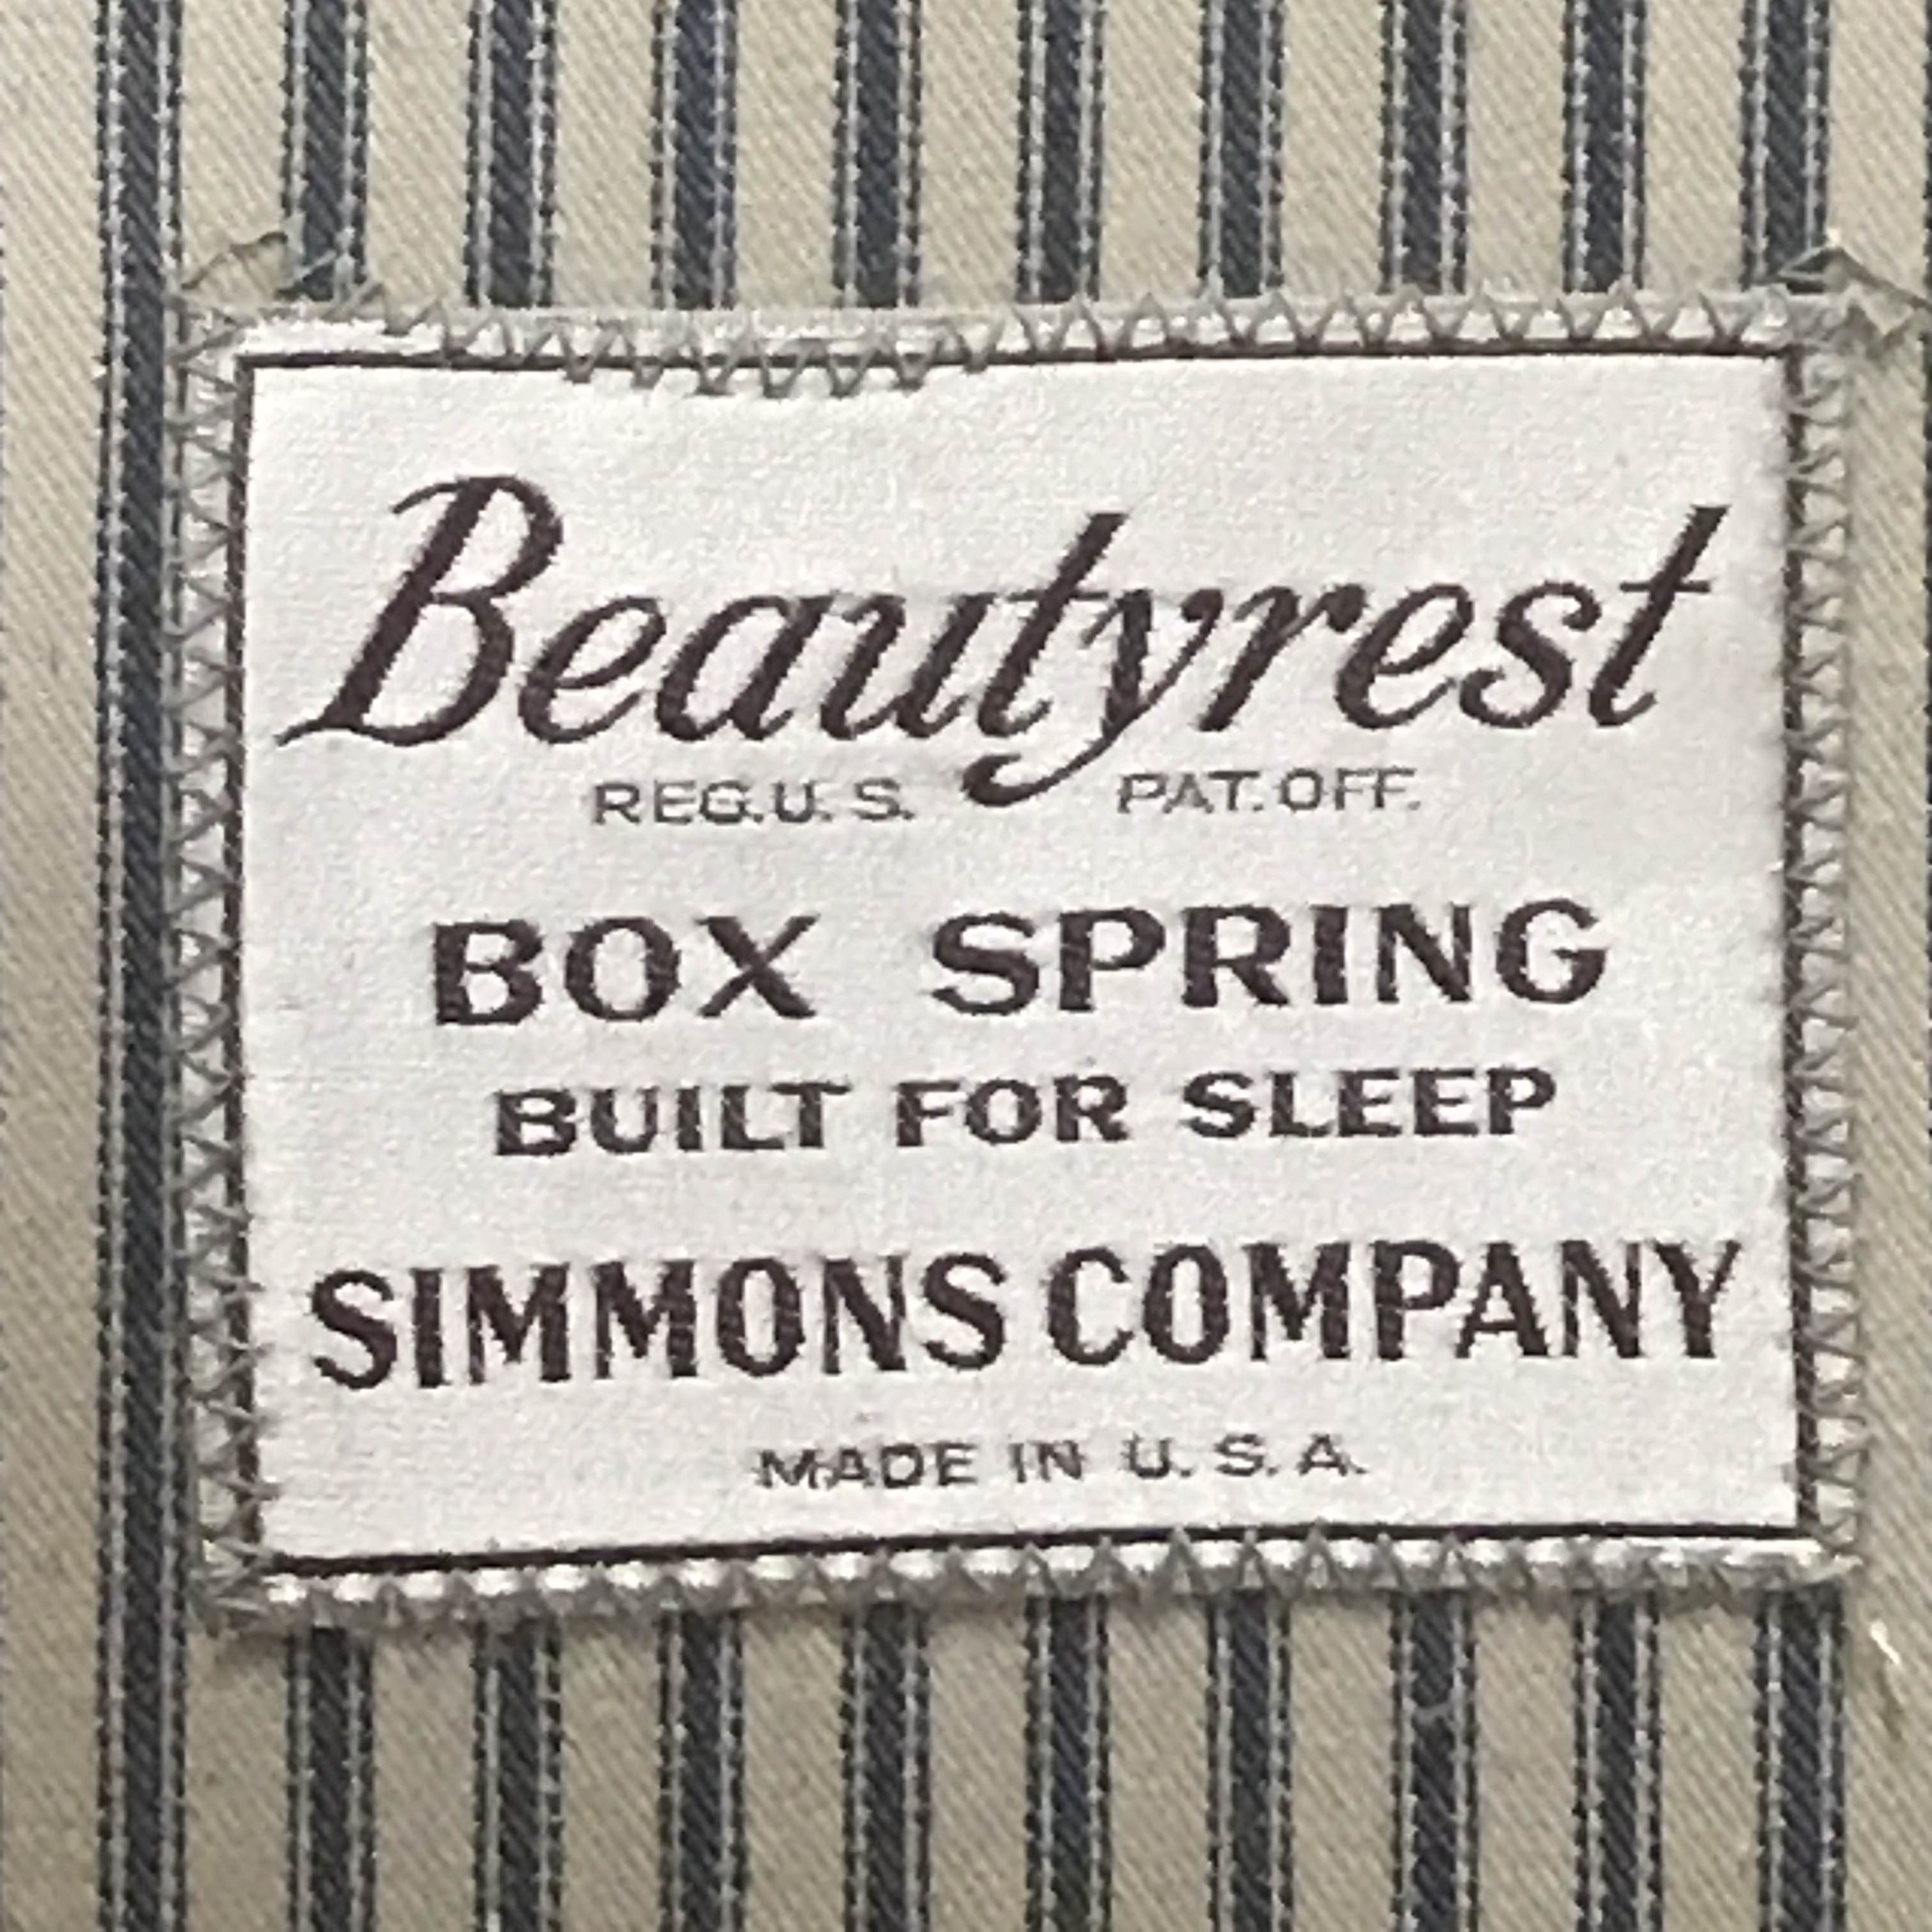 Beautyrest
REG.U.S. PAT.OFF.
BOX SPRING
BUILT FOR SLEEP
SIMMONS COMPANY
MADE IN U.S.A.